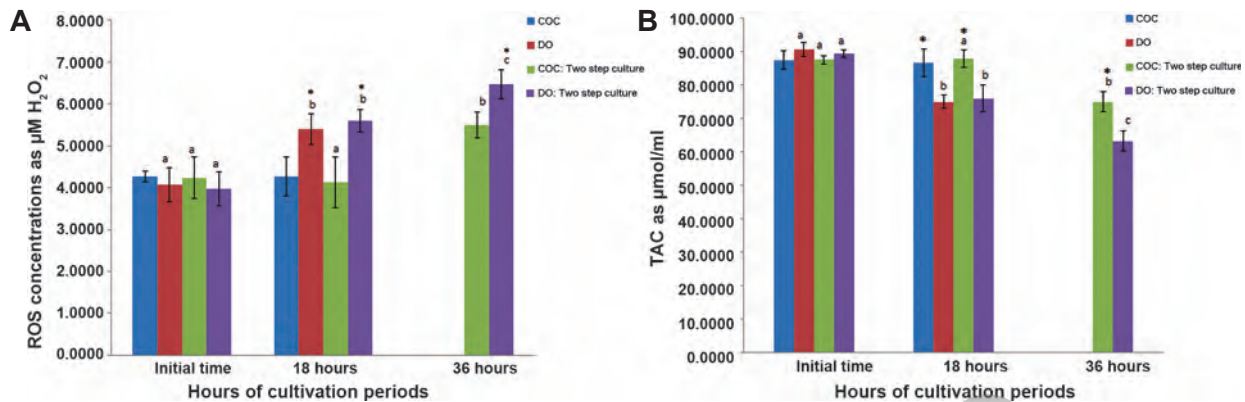 A
ROS concentrations as µM H₂O₂
8.0000
7.0000
6.0000
5.0000
4.0000
3.0000
2.0000
1.0000
0.0000
COC
DO
COC: Two step culture
DO: Two step culture
a
a
a
*
b
a
*
b
b
*
c
Initial time
18 hours
36 hours
Hours of cultivation periods
B
TAC as µmol/ml
100.0000
90.0000
80.0000
70.0000
60.0000
50.0000
40.0000
30.0000
20.0000
10.0000
0.0000
COC
DO
COC: Two step culture
DO: Two step culture
a
a
a
*
b
*
a
b
*
b
c
Initial time
18 hours
36 hours
Hours of cultivation periods